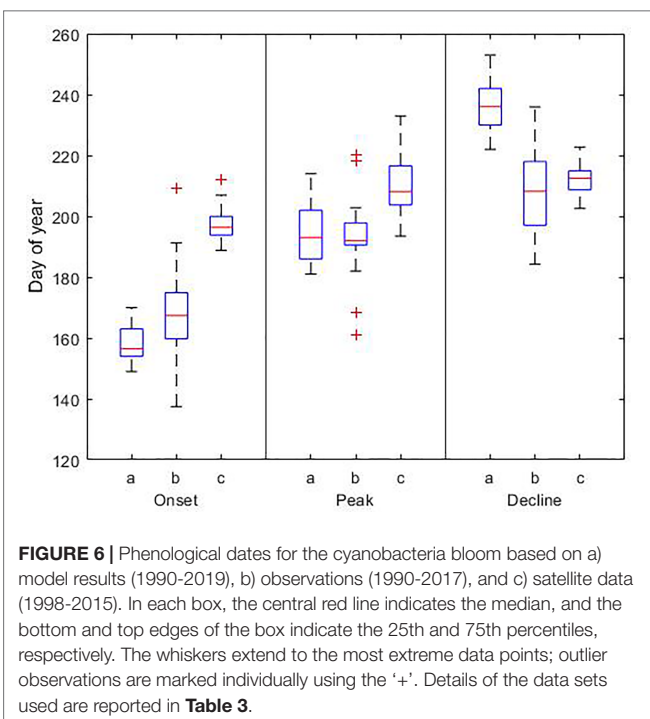 260
240
220
200
180
160
140
120
Day of year
a b c a b c a b c
Onset Peak Decline
FIGURE 6 | Phenological dates for the cyanobacteria bloom based on a)
model results (1990-2019), b) observations (1990-2017), and c) satellite data
(1998-2015). In each box, the central red line indicates the median, and the
bottom and top edges of the box indicate the 25th and 75th percentiles,
respectively. The whiskers extend to the most extreme data points; outlier
observations are marked individually using the ‘+’. Details of the data sets
used are reported in Table 3.